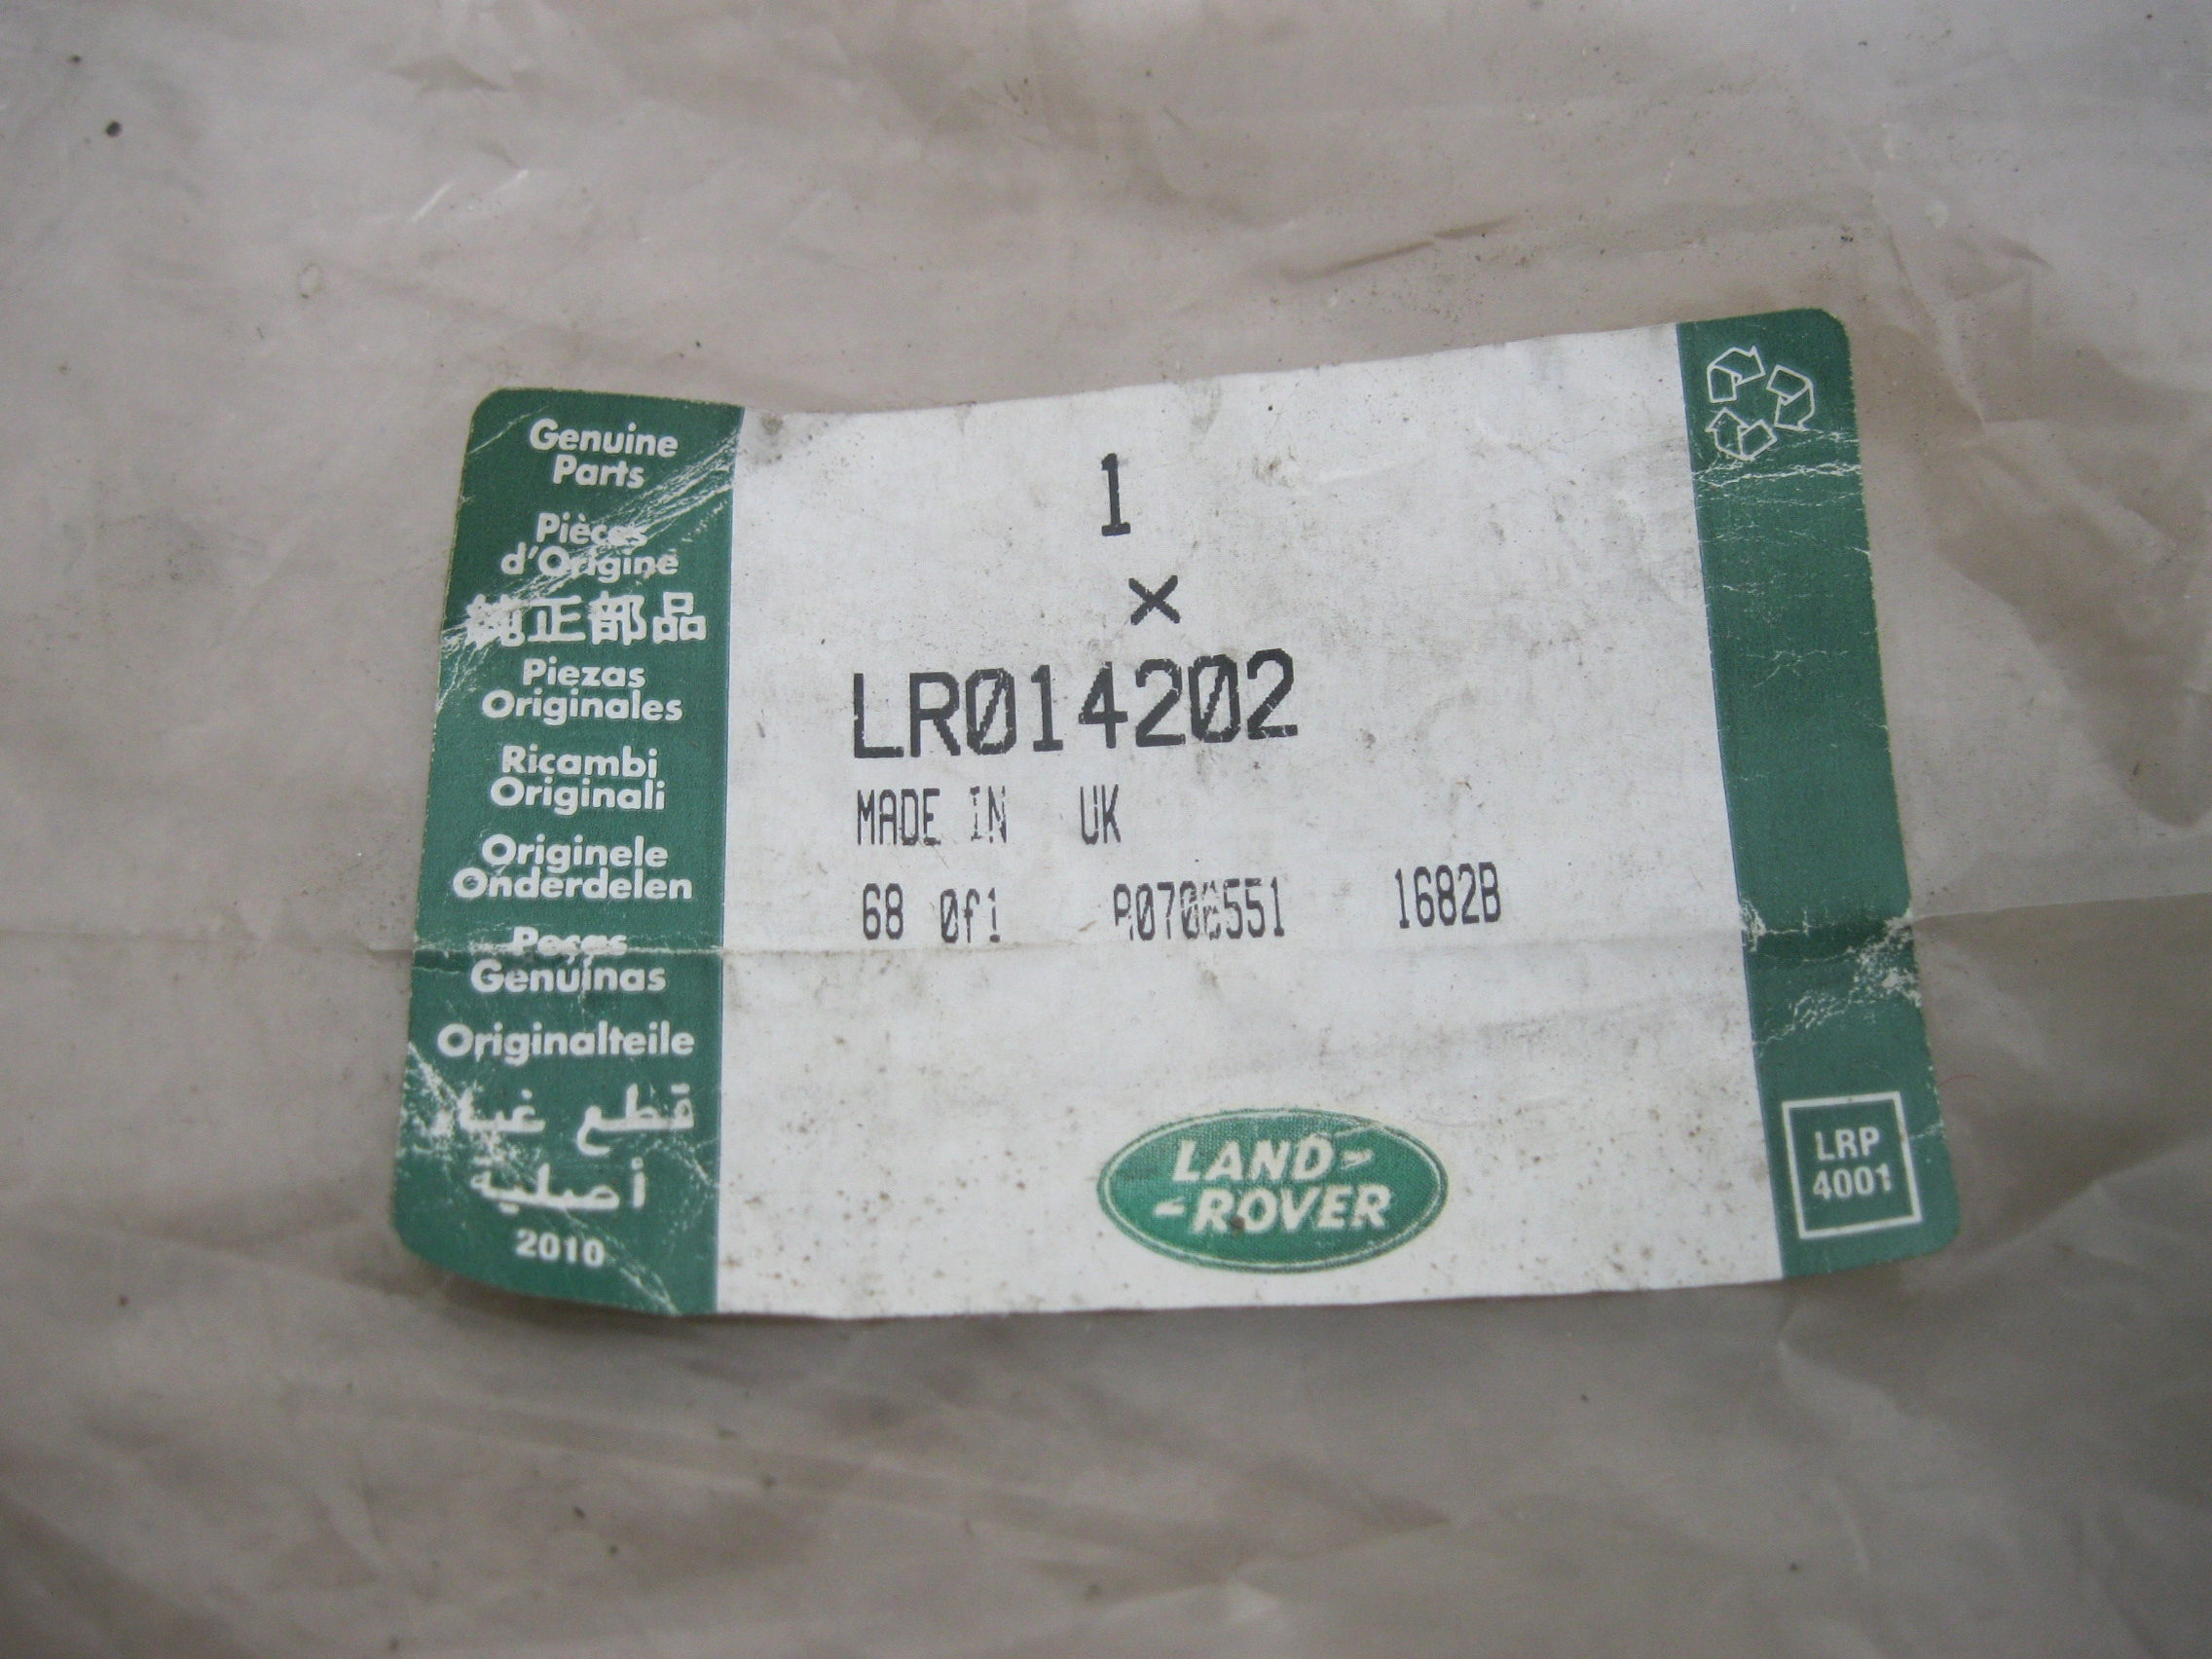 Genuine
Parts
Pièces
d'Origine
純正部品
Piezas
Originales
Ricambi
Originali
Originele
Onderdelen
Peças
Genuínas
Originalteile
قطع غيار
أصلية
2010
1
×
LR014202
MADE IN UK
68 0f1 1682B
LAND-
-ROVER
LRP
4001